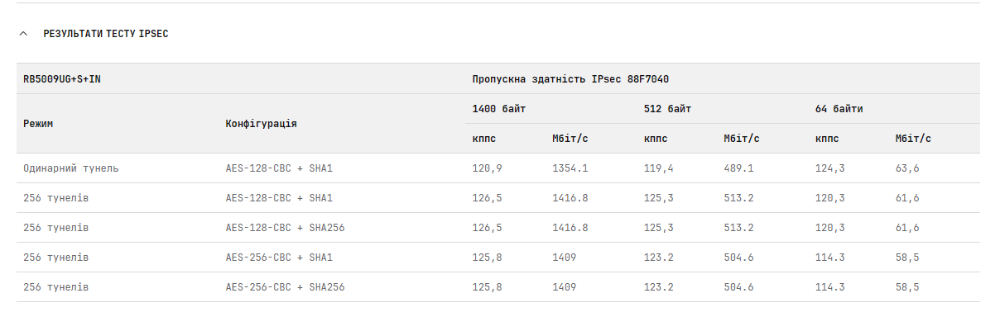 РЕЗУЛЬТАТИ ТЕСТУ IPSEC
RB5009UG+S+IN Пропускна здатність IPsec 88F7040
Режим Конфігурація 1400 байт 512 байт 64 байти
кппс Мбіт/с кппс Мбіт/с кппс Мбіт/с
Одинарний тунель AES-128-CBC + SHA1 120,9 1354.1 119,4 489.1 124,3 63,6
256 тунелів AES-128-CBC + SHA1 126,5 1416.8 125,3 513.2 120,3 61,6
256 тунелів AES-128-CBC + SHA256 126,5 1416.8 125,3 513.2 120,3 61,6
256 тунелів AES-256-CBC + SHA1 125,8 1409 123.2 504.6 114.3 58,5
256 тунелів AES-256-CBC + SHA256 125,8 1409 123.2 504.6 114.3 58,5